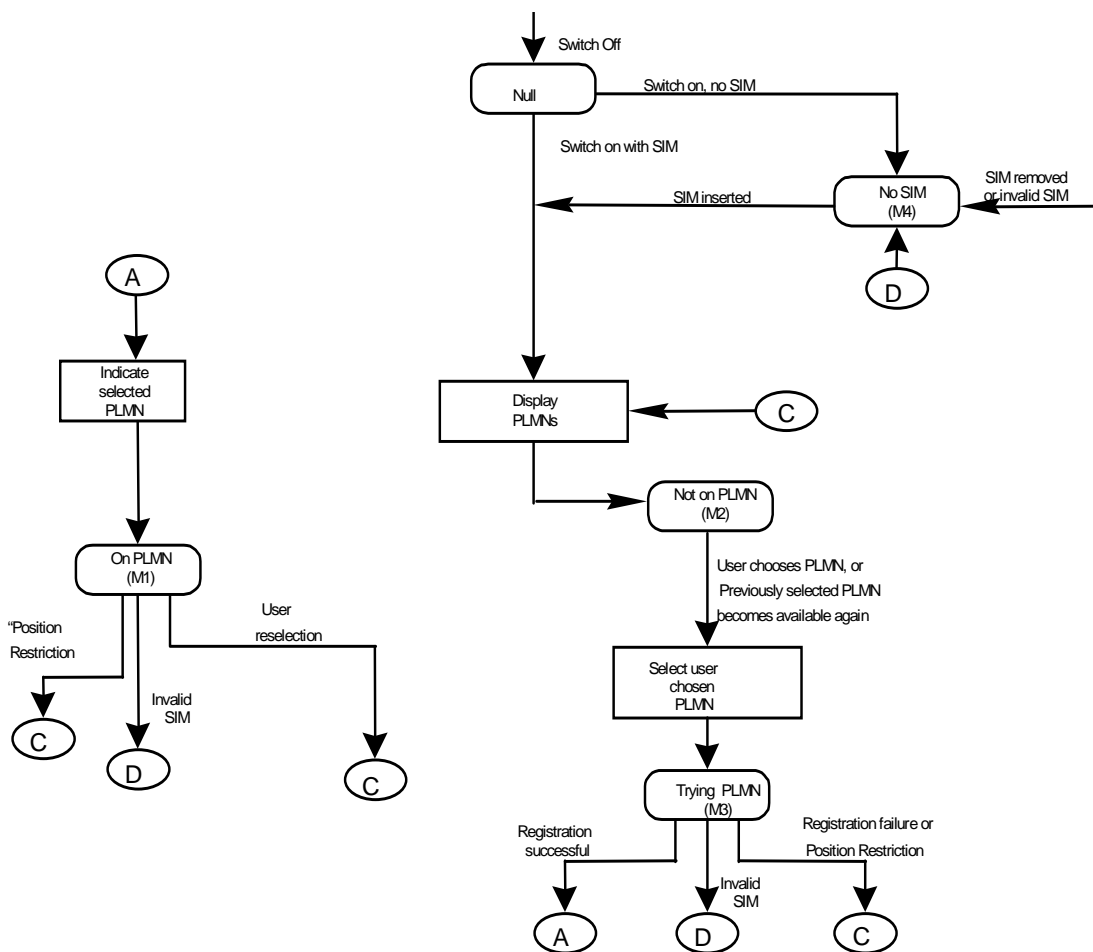 Switch Off
Null
Switch on, no SIM
Switch on with SIM
SIM removed
or invalid SIM
No SIM
(M4)
SIM inserted
D
A
Indicate
selected
PLMN
Display
PLMNs
C
Not on PLMN
(M2)
On PLMN
(M1)
User chooses PLMN, or
Previously selected PLMN
becomes available again
“Position
Restriction
User
reselection
Invalid
SIM
C
D
C
Select user
chosen
PLMN
Trying PLMN
(M3)
Registration
successful
Invalid
SIM
Registration failure or
Position Restriction
A
D
C